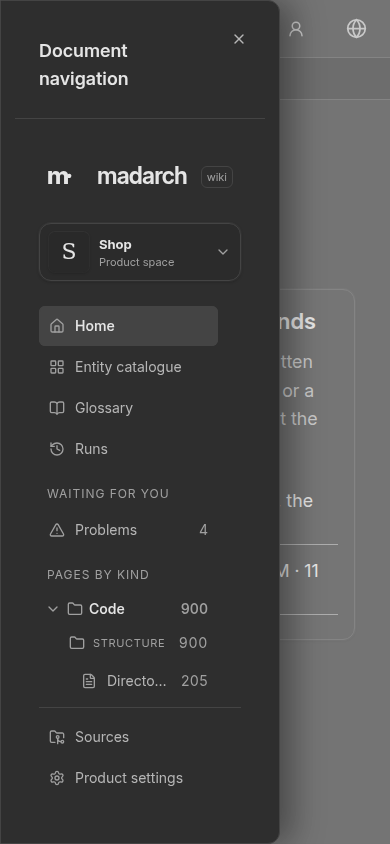 Document
navigation
m· madarch wiki
S Shop
Product space
Home
Entity catalogue
Glossary
Runs
WAITING FOR YOU
Problems 4
PAGES BY KIND
Code 900
STRUCTURE 900
Directo... 205
Sources
Product settings
nds
tten
or a
t the
the
M · 11